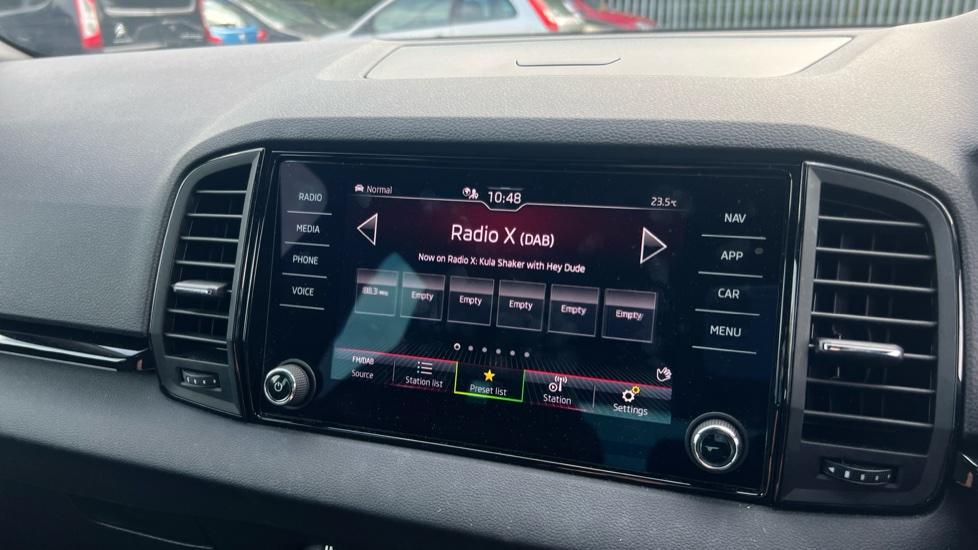 RADIO
MEDIA
PHONE
VOICE
Normal
10:48
23.5°C
Radio X (DAB)
Now on Radio X: Kula Shaker with Hey Dude
Empty
Empty
Empty
Empty
Empty
FM/DAB
Source
Station list
Preset list
Station
Settings
NAV
APP
CAR
MENU